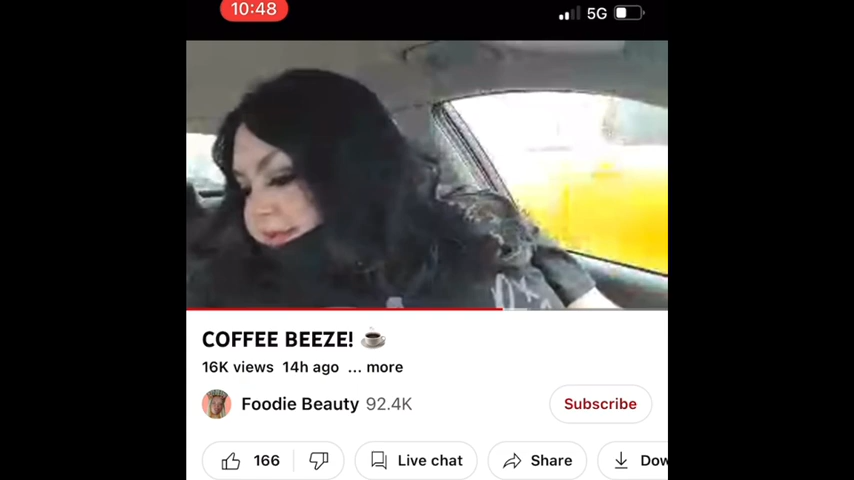 10:48
5G
COFFEE BEEZE! ☕
16K views 14h ago ... more
Foodie Beauty 92.4K
Subscribe
166
Live chat
Share
Dow